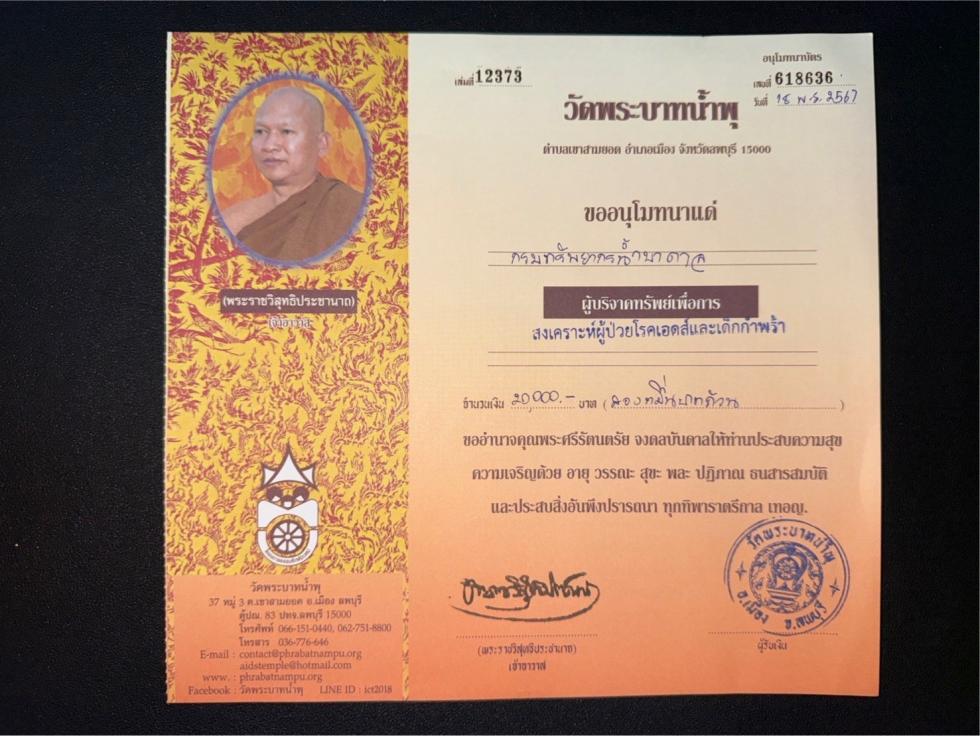 (พระราชวิสุทธิประชานาถ)
เจ้าอาวาส
วัดพระบาทน้ำพุ
37 หมู่ 3 ต.เขาสามยอด อ.เมือง ลพบุรี
ตู้ปณ. 83 ปทจ.ลพบุรี 15000
โทรศัพท์ 066-151-0440, 062-751-8800
โทรสาร 036-776-646
E-mail : contact@phrabatnampu.org
aidstemple@hotmail.com
www. : phrabatnampu.org
Facebook : วัดพระบาทน้ำพุ LINE ID : ict2018
อนุโมทนาบัตร
เล่มที่ 12373
เลขที่ 618636
วันที่ 18 พ.ย. 2567
วัดพระบาทน้ำพุ
ตำบลเขาสามยอด อำเภอเมือง จังหวัดลพบุรี 15000
ขออนุโมทนาแด่
กรมทรัพยากรน้ำบาดาล
ผู้บริจาคทรัพย์เพื่อการ
สงเคราะห์ผู้ป่วยโรคเอดส์และเด็กกำพร้า
จำนวนเงิน 20,000.- บาท (สองหมื่นบาทถ้วน)
ขออำนาจคุณพระศรีรัตนตรัย จงดลบันดาลให้ท่านประสบความสุข
ความเจริญด้วย อายุ วรรณะ สุขะ พละ ปฏิภาณ ธนสารสมบัติ
และประสบสิ่งอันพึงปรารถนา ทุกทิพาราตรีกาล เทอญ.
วัดพระบาทน้ำพุ
อ.เมือง จ.ลพบุรี
(พระราชวิสุทธิประชานาถ)
เจ้าอาวาส
ผู้รับเงิน